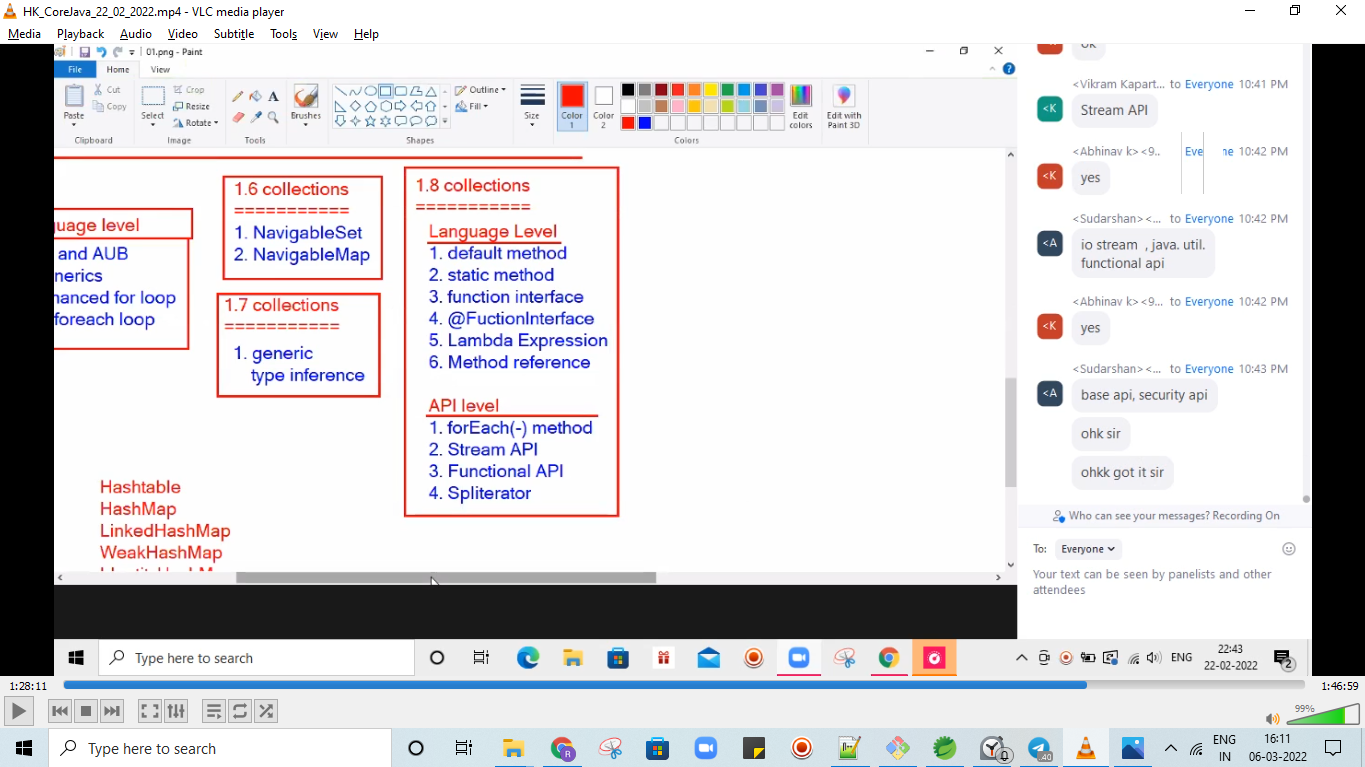 HK_CoreJava_22_02_2022.mp4 - VLC media player
Media Playback Audio Video Subtitle Tools View Help
01.png - Paint
File Home View
Paste
Cut
Copy
Clipboard
Select
Crop
Resize
Rotate
Image
Tools
Brushes
Outline
Fill
Shapes
Size
Color 1
Color 2
Edit colors
Colors
Edit with Paint 3D
uage level
and AUB
nerics
hanced for loop
foreach loop
1.6 collections
===========
1. NavigableSet
2. NavigableMap
1.7 collections
===========
1. generic
type inference
1.8 collections
===========
Language Level
1. default method
2. static method
3. function interface
4. @FuctionInterface
5. Lambda Expression
6. Method reference
API level
1. forEach(-) method
2. Stream API
3. Functional API
4. Spliterator
Hashtable
HashMap
LinkedHashMap
WeakHashMap
<K
ok
<Vikram Kapart... to Everyone 10:41 PM
<K
Stream API
<Abhinav k> <9.. Eve ne 10:42 PM
<K
yes
<Sudarshan> <... to Everyone 10:42 PM
<A
io stream , java. util.
functional api
<Abhinav k> <9... to Everyone 10:42 PM
<K
yes
<Sudarshan> <... to Everyone 10:43 PM
<A
base api, security api
ohk sir
ohkk got it sir
Who can see your messages? Recording On
To: Everyone
Your text can be seen by panelists and other
attendees
Type here to search
ENG
22:43
22-02-2022
2
1:28:11
1:46:59
99%
Type here to search
R
.40
ENG
IN
16:11
06-03-2022